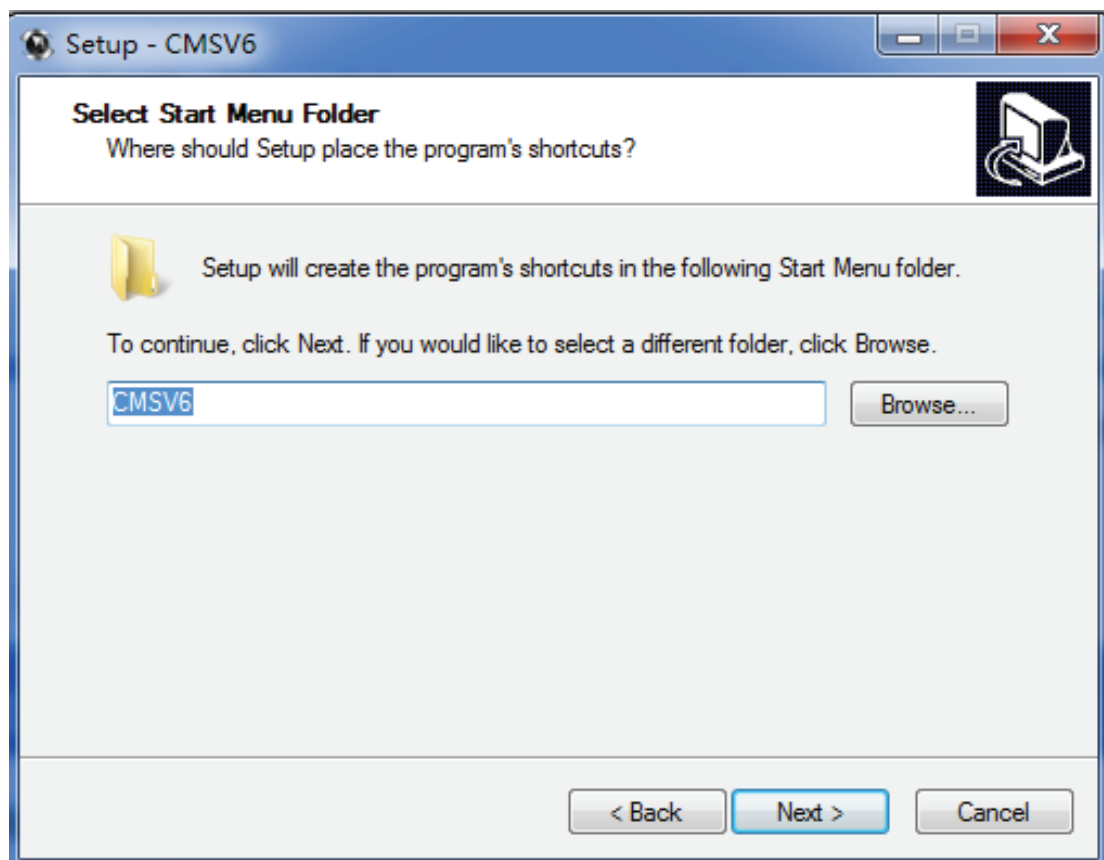 Setup - CMSV6
Select Start Menu Folder
Where should Setup place the program's shortcuts?
Setup will create the program's shortcuts in the following Start Menu folder.
To continue, click Next. If you would like to select a different folder, click Browse.
CMSV6
Browse...
< Back
Next >
Cancel